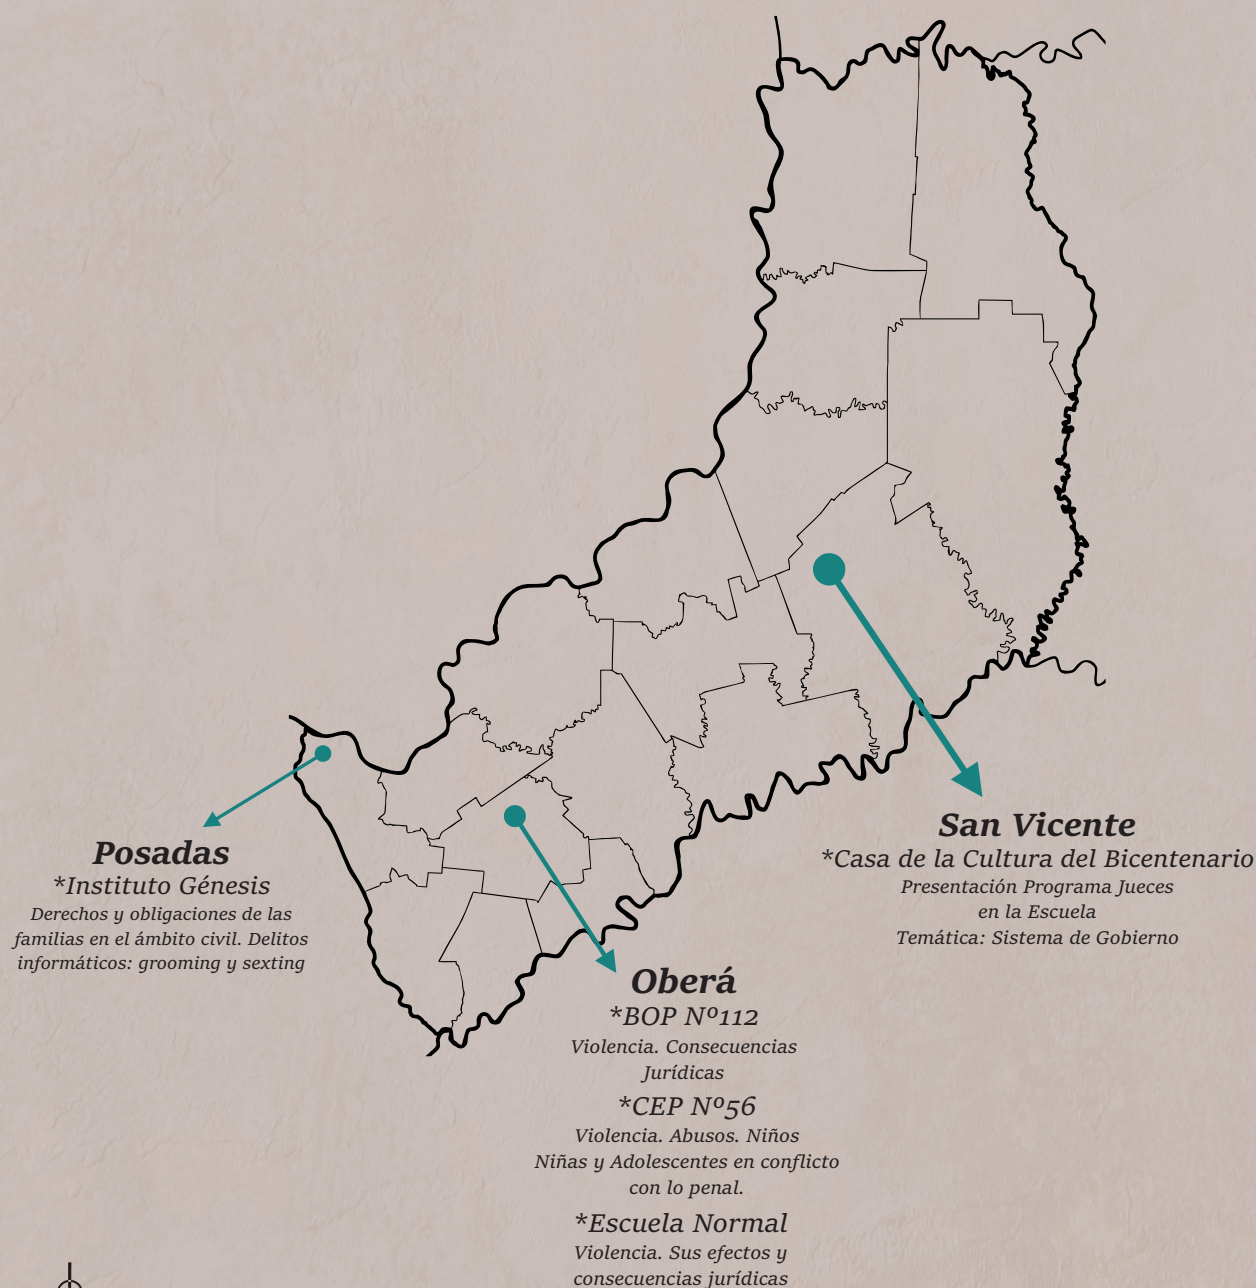 Posadas
*Instituto Génesis
Derechos y obligaciones de las
familias en el ámbito civil. Delitos
informáticos: grooming y sexting
Oberá
*BOP Nº112
Violencia. Consecuencias
Jurídicas
*CEP Nº56
Violencia. Abusos. Niños
Niñas y Adolescentes en conflicto
con lo penal.
*Escuela Normal
Violencia. Sus efectos y
consecuencias jurídicas
San Vicente
*Casa de la Cultura del Bicentenario
Presentación Programa Jueces
en la Escuela
Temática: Sistema de Gobierno